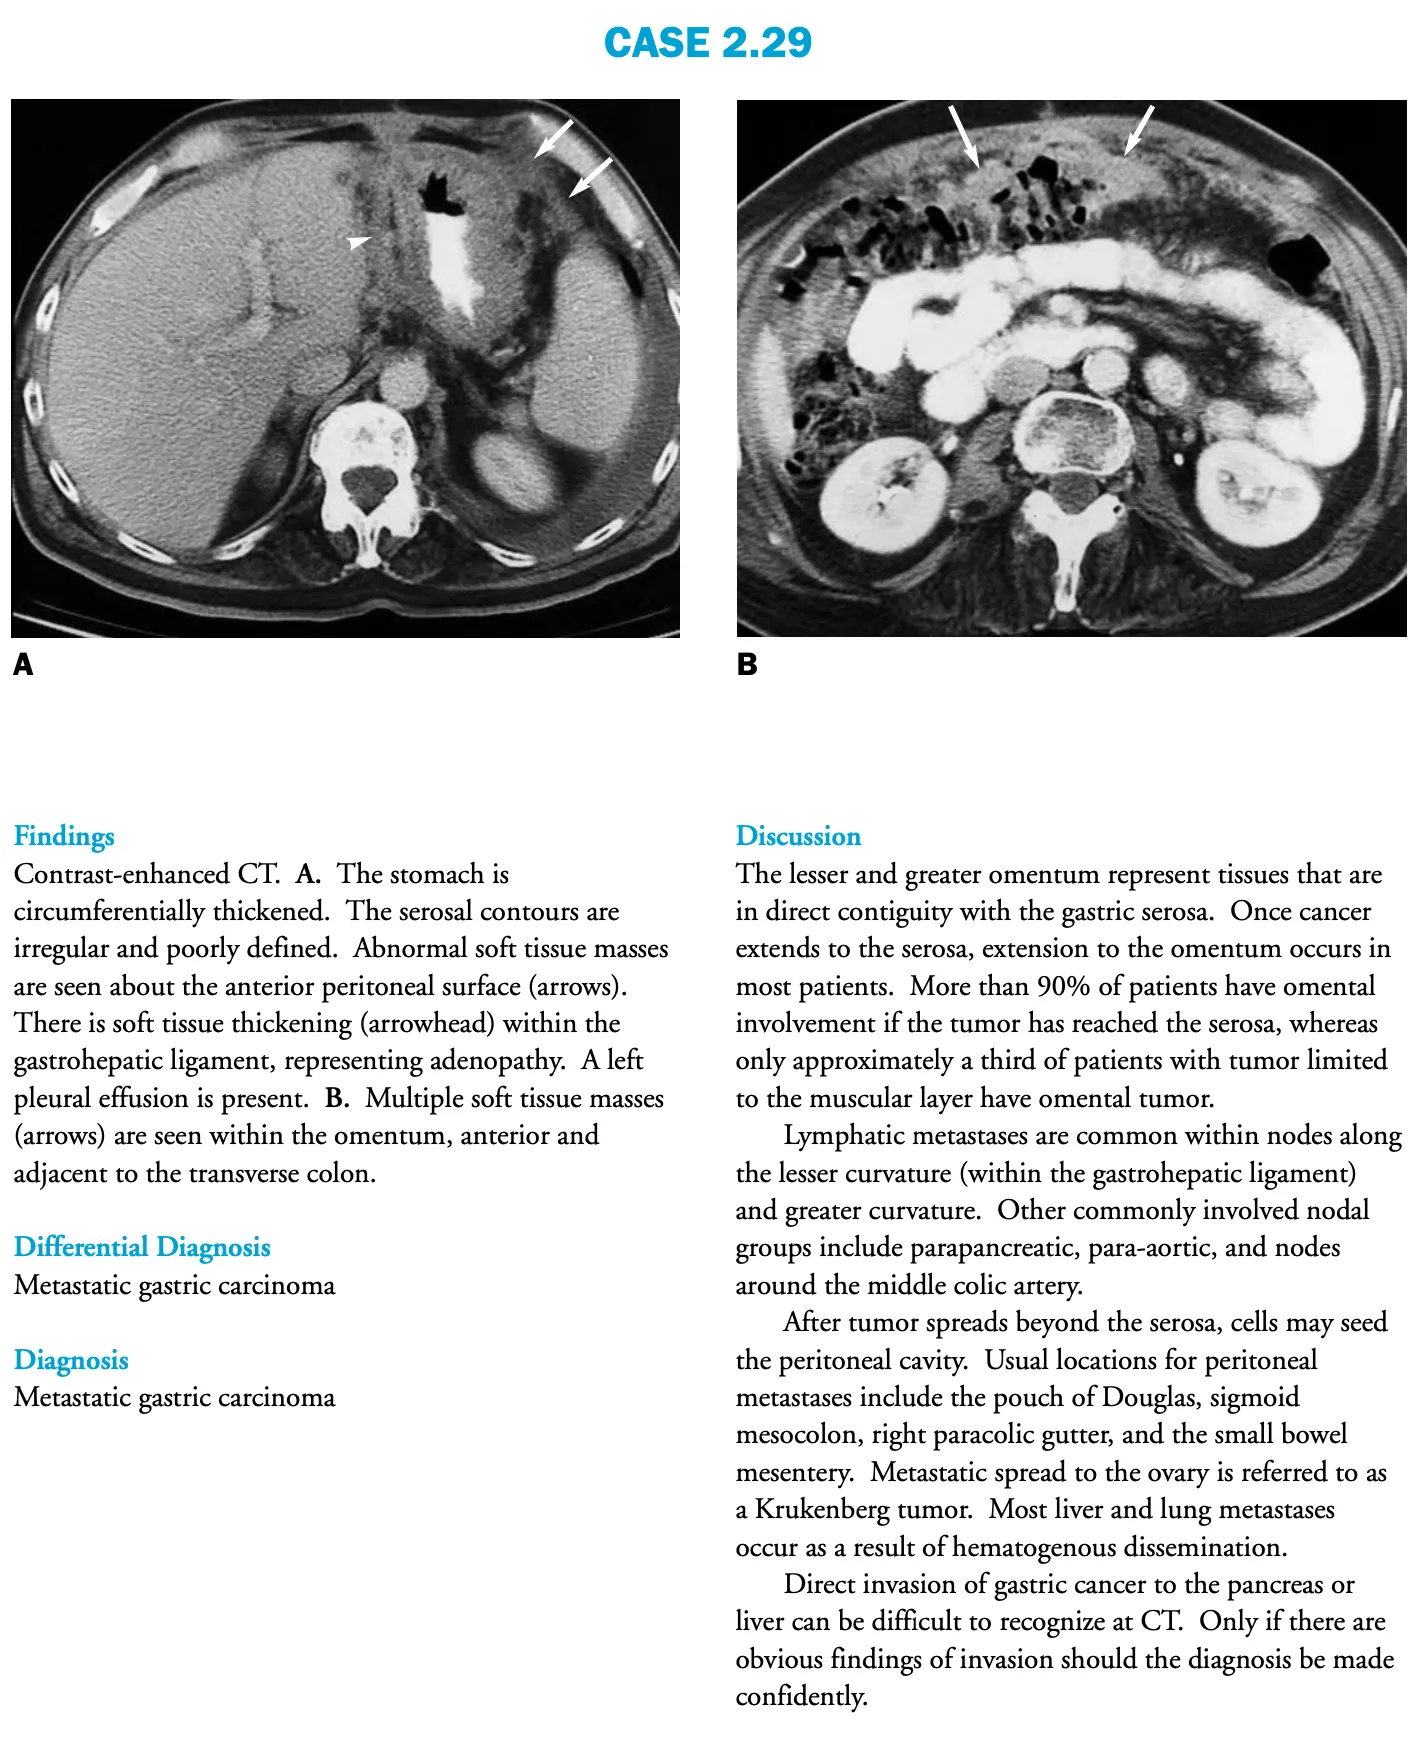 CASE 2.29
A
B
Findings
Contrast-enhanced CT. A. The stomach is
circumferentially thickened. The serosal contours are
irregular and poorly defined. Abnormal soft tissue masses
are seen about the anterior peritoneal surface (arrows).
There is soft tissue thickening (arrowhead) within the
gastrohepatic ligament, representing adenopathy. A left
pleural effusion is present. B. Multiple soft tissue masses
(arrows) are seen within the omentum, anterior and
adjacent to the transverse colon.
Differential Diagnosis
Metastatic gastric carcinoma
Diagnosis
Metastatic gastric carcinoma
Discussion
The lesser and greater omentum represent tissues that are
in direct contiguity with the gastric serosa. Once cancer
extends to the serosa, extension to the omentum occurs in
most patients. More than 90% of patients have omental
involvement if the tumor has reached the serosa, whereas
only approximately a third of patients with tumor limited
to the muscular layer have omental tumor.
Lymphatic metastases are common within nodes along
the lesser curvature (within the gastrohepatic ligament)
and greater curvature. Other commonly involved nodal
groups include parapancreatic, para-aortic, and nodes
around the middle colic artery.
After tumor spreads beyond the serosa, cells may seed
the peritoneal cavity. Usual locations for peritoneal
metastases include the pouch of Douglas, sigmoid
mesocolon, right paracolic gutter, and the small bowel
mesentery. Metastatic spread to the ovary is referred to as
a Krukenberg tumor. Most liver and lung metastases
occur as a result of hematogenous dissemination.
Direct invasion of gastric cancer to the pancreas or
liver can be difficult to recognize at CT. Only if there are
obvious findings of invasion should the diagnosis be made
confidently.